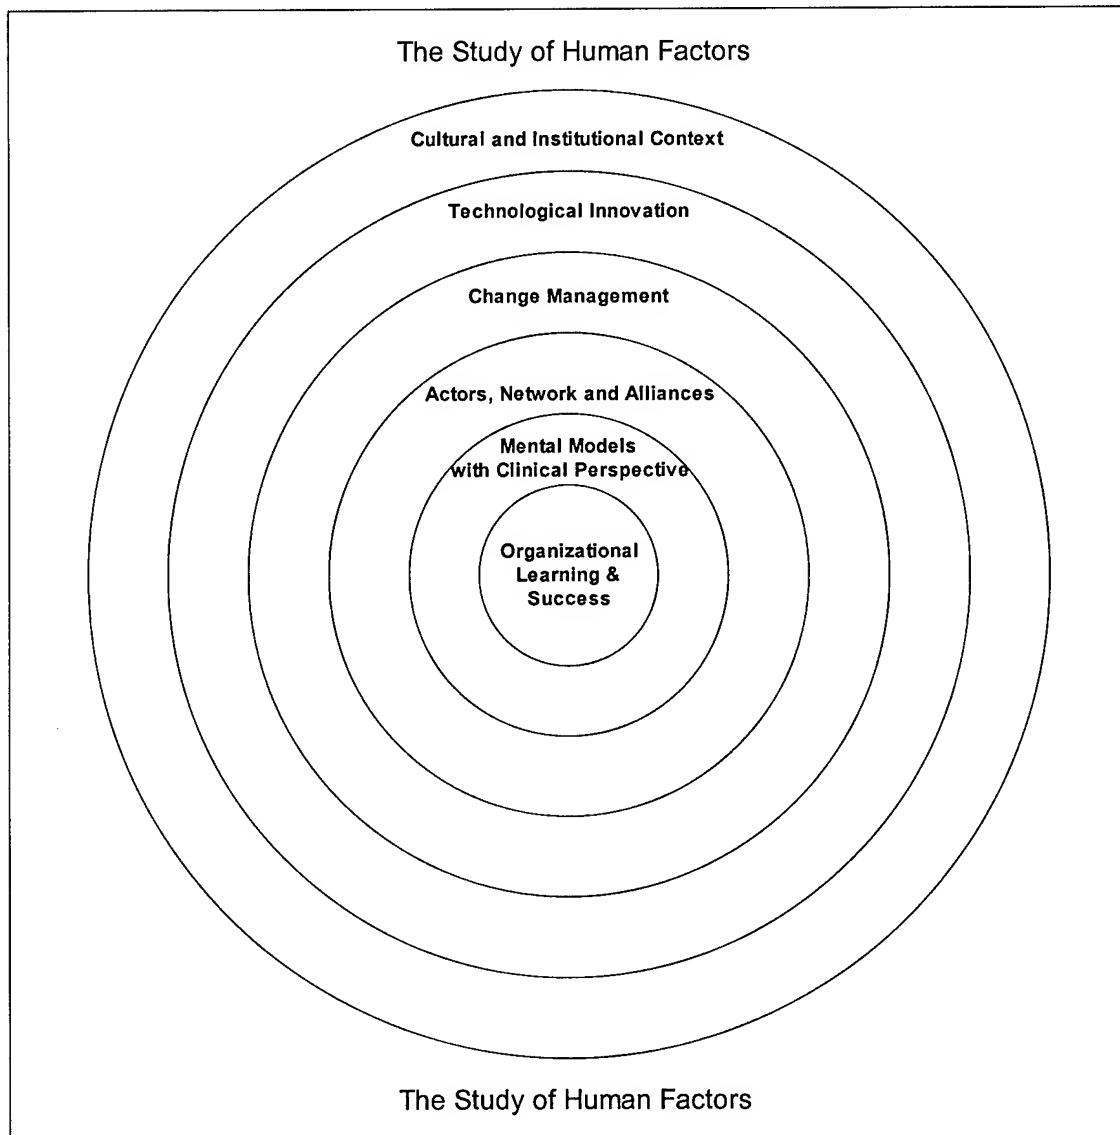 The Study of Human Factors
Cultural and Institutional Context
Technological Innovation
Change Management
Actors, Network and Alliances
Mental Models
with Clinical Perspective
Organizational
Learning &
Success
The Study of Human Factors